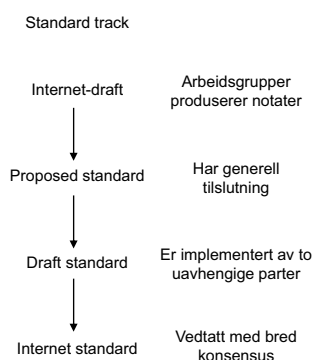 Standard track
Internet-draft
Arbeidsgrupper
produserer notater
Proposed standard
Har generell
tilslutning
Draft standard
Er implementert av to
uavhengige parter
Internet standard
Vedtatt med bred
konsensus